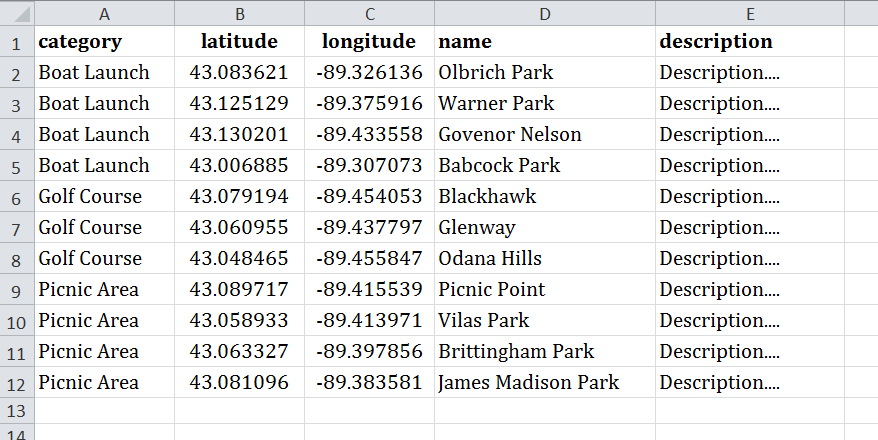 A B C D E
1 category latitude longitude name description
2 Boat Launch 43.083621 -89.326136 Olbrich Park Description....
3 Boat Launch 43.125129 -89.375916 Warner Park Description....
4 Boat Launch 43.130201 -89.433558 Govenor Nelson Description....
5 Boat Launch 43.006885 -89.307073 Babcock Park Description....
6 Golf Course 43.079194 -89.454053 Blackhawk Description....
7 Golf Course 43.060955 -89.437797 Glenway Description....
8 Golf Course 43.048465 -89.455847 Odana Hills Description....
9 Picnic Area 43.089717 -89.415539 Picnic Point Description....
10 Picnic Area 43.058933 -89.413971 Vilas Park Description....
11 Picnic Area 43.063327 -89.397856 Brittingham Park Description....
12 Picnic Area 43.081096 -89.383581 James Madison Park Description....
13
14